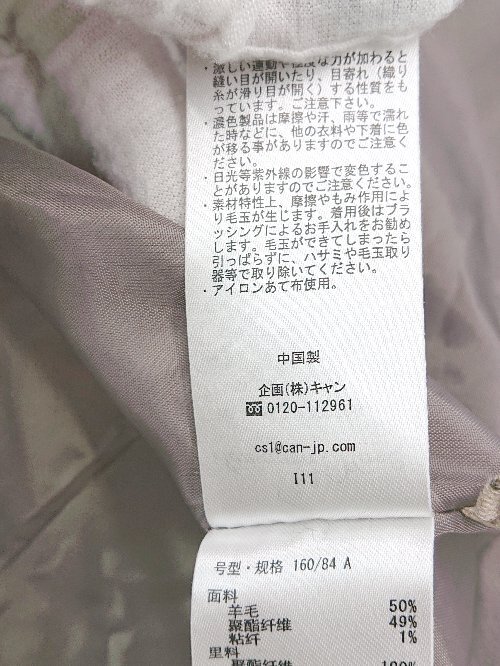 ・激しい運動や極度な力が加わると
縫い目が開いたり、目寄れ（織り
糸が滑り目が開く）する性質をも
っています。ご注意下さい。
・濃色製品は摩擦や汗、雨等で濡れ
た時などに、他の衣料や下着に色
が移る事がありますのでご注意く
ださい。
・日光等紫外線の影響で変色するこ
とがありますのでご注意ください。
・素材特性上、摩擦やもみ作用によ
り毛玉が生じます。着用後はブラ
ッシングによるお手入れをお勧め
します。毛玉ができてしまったら
引っぱらずに、ハサミや毛玉取り
器等で取り除いてください。
・アイロンあて布使用。
中国製
企画(株)キャン
0120-112961
cs1@can-jp.com
I11
号型・规格 160/84 A
面料
羊毛 50%
聚酯纤维 49%
粘纤 1%
里料
聚酯纤维 100%